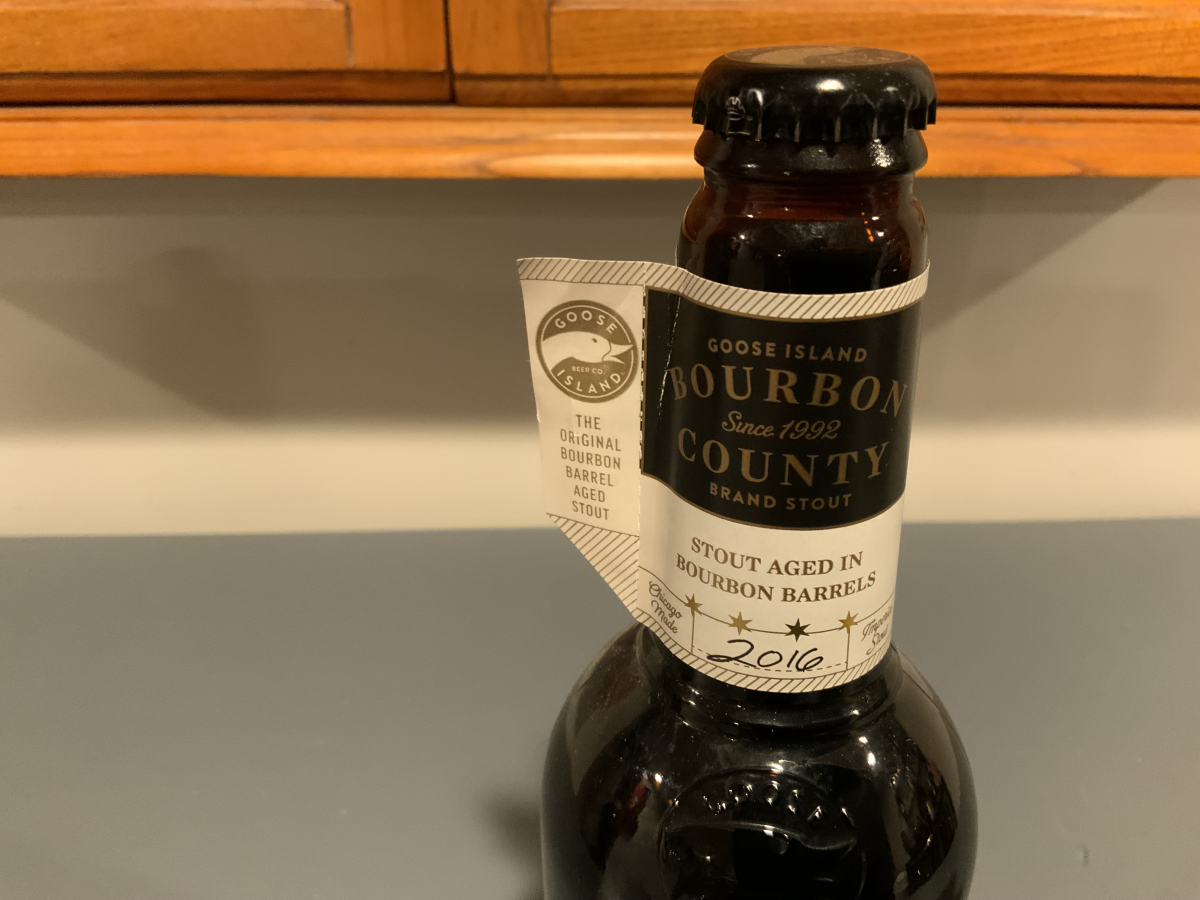 GOOSE
BEER CO.
ISLAND
THE
ORiGINAL
BOURBON
BARREL
AGED
STOUT
GOOSE ISLAND
BOURBON
Since 1992
COUNTY
BRAND STOUT
STOUT AGED IN
BOURBON BARRELS
Chicago
Made
2016
GOOSE